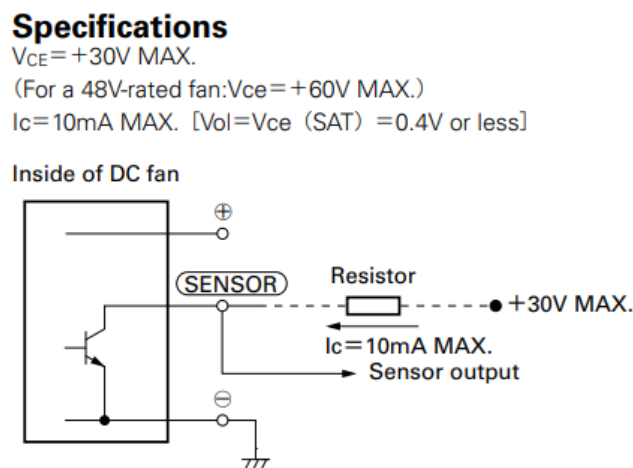 Specifications
VCE=+30V MAX.
(For a 48V-rated fan:Vce=+60V MAX.)
Ic=10mA MAX. [Vol=Vce (SAT) =0.4V or less]
Inside of DC fan
⊕
SENSOR
Resistor
+30V MAX.
Ic=10mA MAX.
Sensor output
⊖